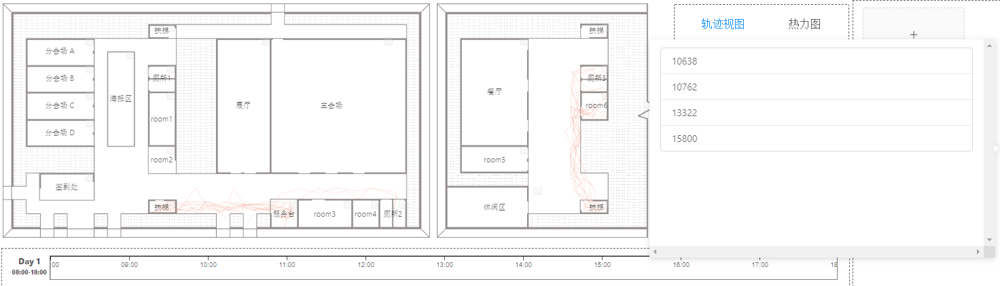 扶梯
扶梯
轨迹视图
热力图
+
分会场 A
分会场 B
分会场 C
分会场 D
海报区
厕所1
room1
room2
展厅
主会场
签到处
扶梯
服务台
room3
room4
厕所2
餐厅
厕所3
room6
room5
休闲区
扶梯
10638
10762
13322
15800
Day 1
08:00-18:00
:00
09:00
10:00
11:00
12:00
13:00
14:00
15:00
16:00
17:00
18